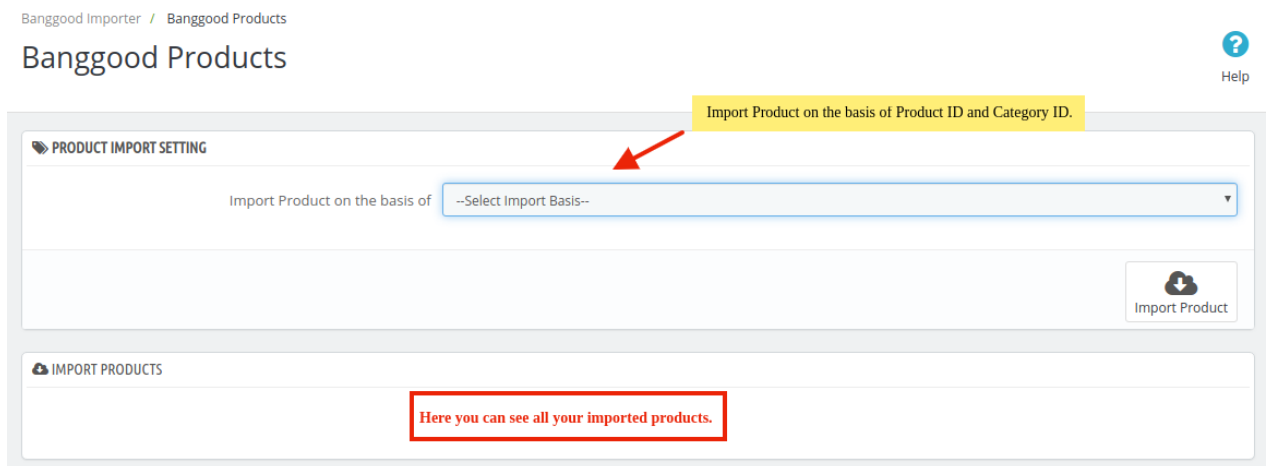 Banggood Importer / Banggood Products
Banggood Products
Help
Import Product on the basis of Product ID and Category ID.
PRODUCT IMPORT SETTING
Import Product on the basis of
--Select Import Basis--
Import Product
IMPORT PRODUCTS
Here you can see all your imported products.